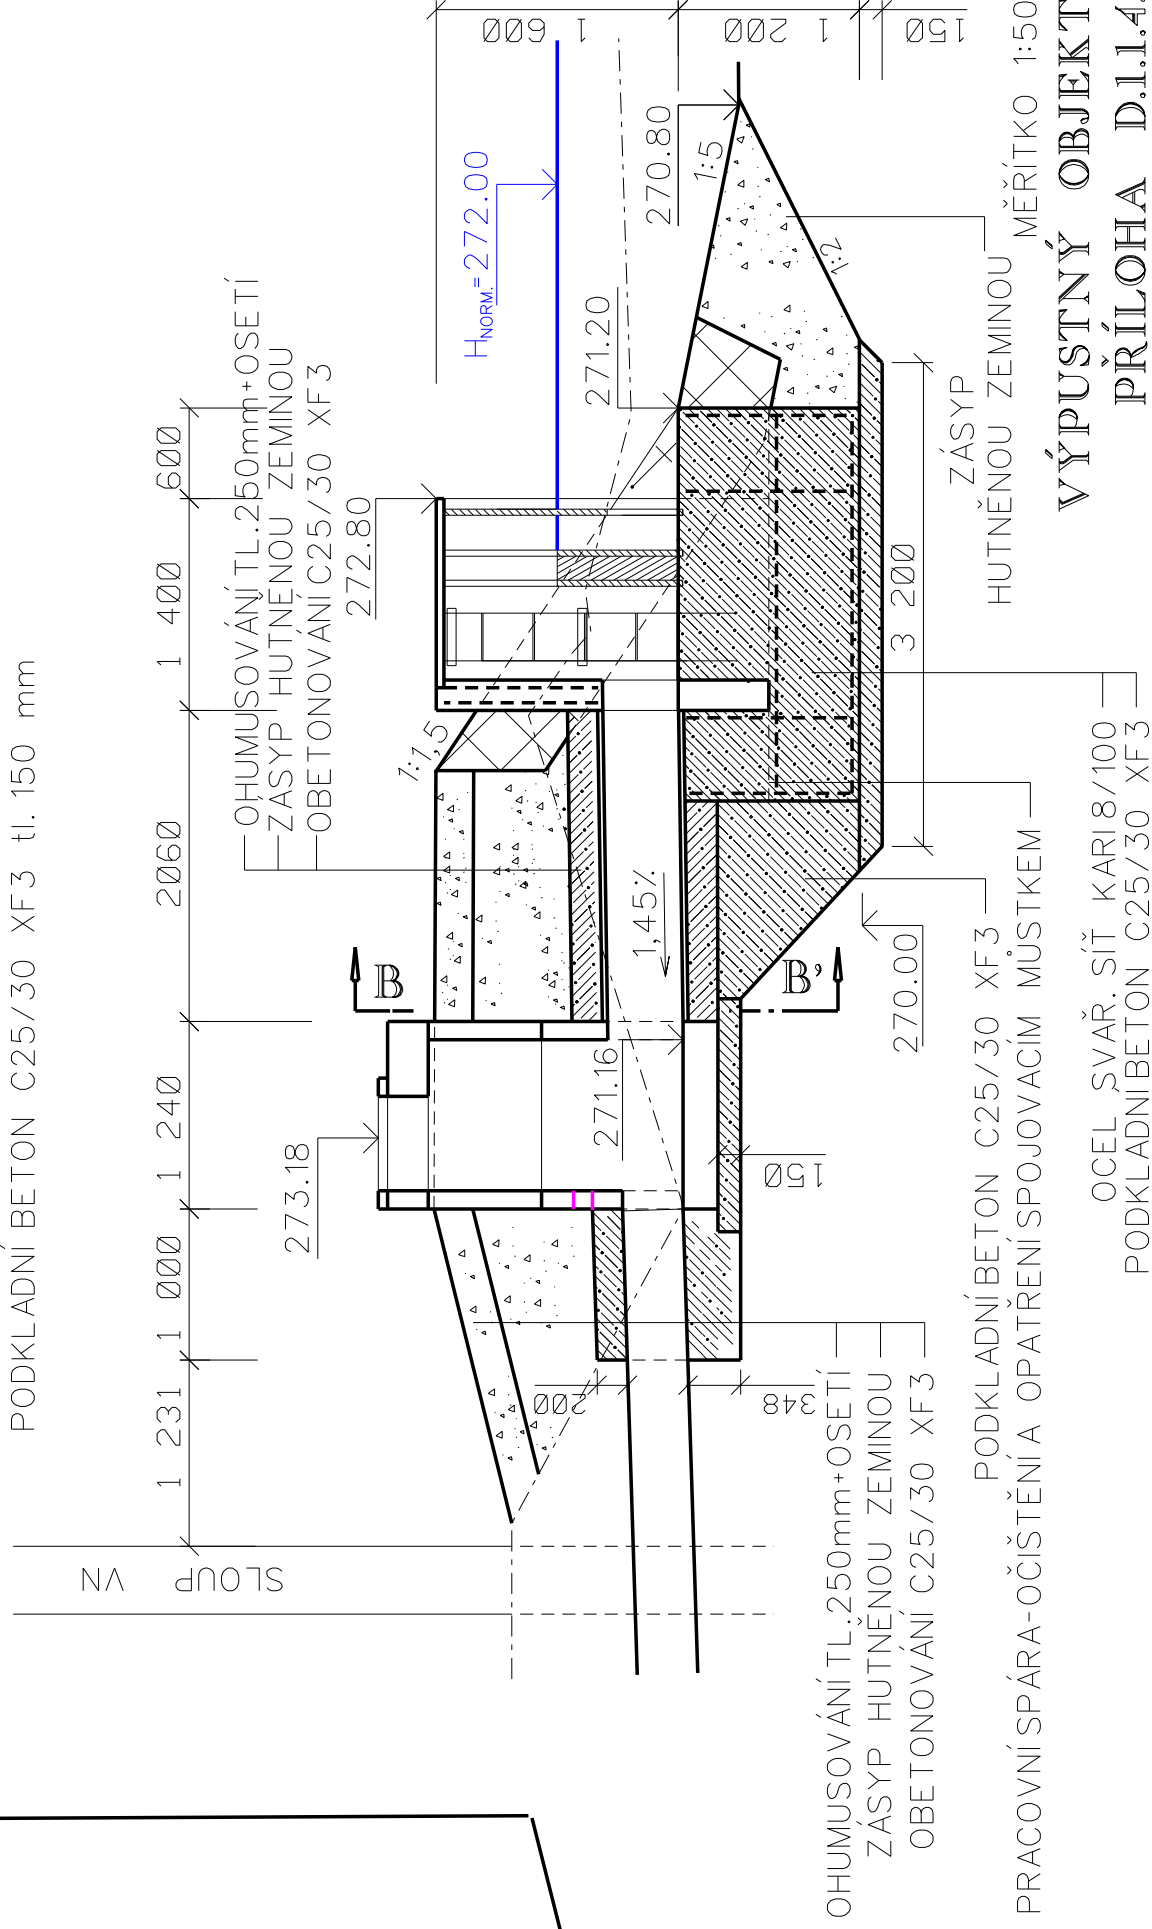 PODKLADNÍ BETON C25/30 XF3 tl.150 mm
1 231
1 000
1 240
2060
1 400
600
SLOUP VN
OHUMUSOVÁNÍ TL.250mm+OSETÍ
ZÁSYP HUTNĚNOU ZEMINOU
OBETONOVÁNÍ C25/30 XF3
273.18
272.80
HNORM.=272.00
1 600
1 200
150
B
1:1,5
271.16
1,45%
271.20
270.80
1:5
1:2
B'
200
348
150
270.00
3 200
ZÁSYP
HUTNĚNOU ZEMINOU
OHUMUSOVÁNÍ TL.250mm+OSETÍ
ZÁSYP HUTNĚNOU ZEMINOU
OBETONOVÁNÍ C25/30 XF3
PODKLADNÍ BETON C25/30 XF3
PRACOVNÍ SPÁRA-OČIŠTĚNÍ A OPATŘENÍ SPOJOVACÍM MŮSTKEM
OCEL. SVAŘ. SÍŤ KARI 8/100
PODKLADNÍ BETON C25/30 XF3
MĚŘÍTKO 1:50
VÝPUSTNÝ OBJEKT
PŘÍLOHA D.1.1.4.